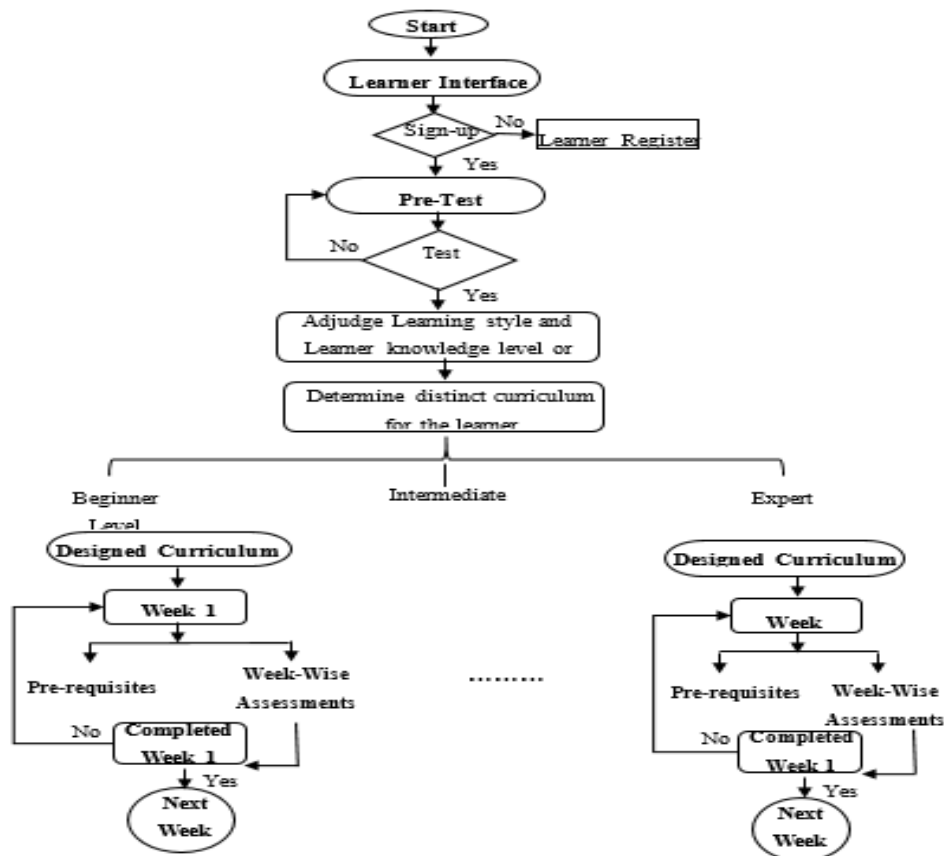 Start
Learner Interface
Sign-up
No
Learner Register
Yes
Pre-Test
No
Test
Yes
Adjudge Learning style and
Learner knowledge level or
Determine distinct curriculum
for the learner
Beginner
Level
Intermediate
Expert
Designed Curriculum
Week 1
Pre-requisites
Week-Wise
Assessments
No
Completed
Week 1
Yes
Next
Week
.........
Designed Curriculum
Week
Pre-requisites
Week-Wise
Assessments
No
Completed
Week 1
Yes
Next
Week